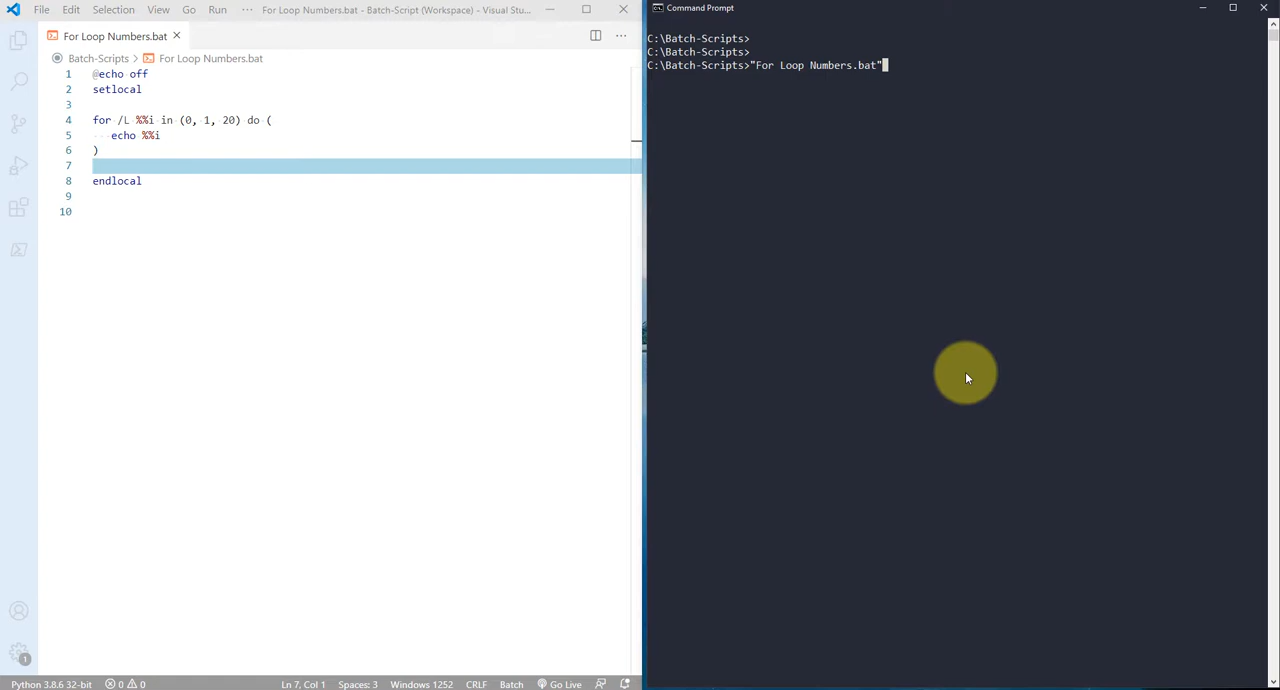 File Edit Selection View Go Run ··· For Loop Numbers.bat - Batch-Script (Workspace) - Visual Stu...
For Loop Numbers.bat
Batch-Scripts > For Loop Numbers.bat
1 @echo off
2 setlocal
3
4 for /L %%i in (0, 1, 20) do (
5 echo %%i
6 )
7
8 endlocal
9
10
1
Python 3.8.6 32-bit 0 0 Ln 7, Col 1 Spaces: 3 Windows 1252 CRLF Batch Go Live
Command Prompt
C:\Batch-Scripts>
C:\Batch-Scripts>
C:\Batch-Scripts>"For Loop Numbers.bat"